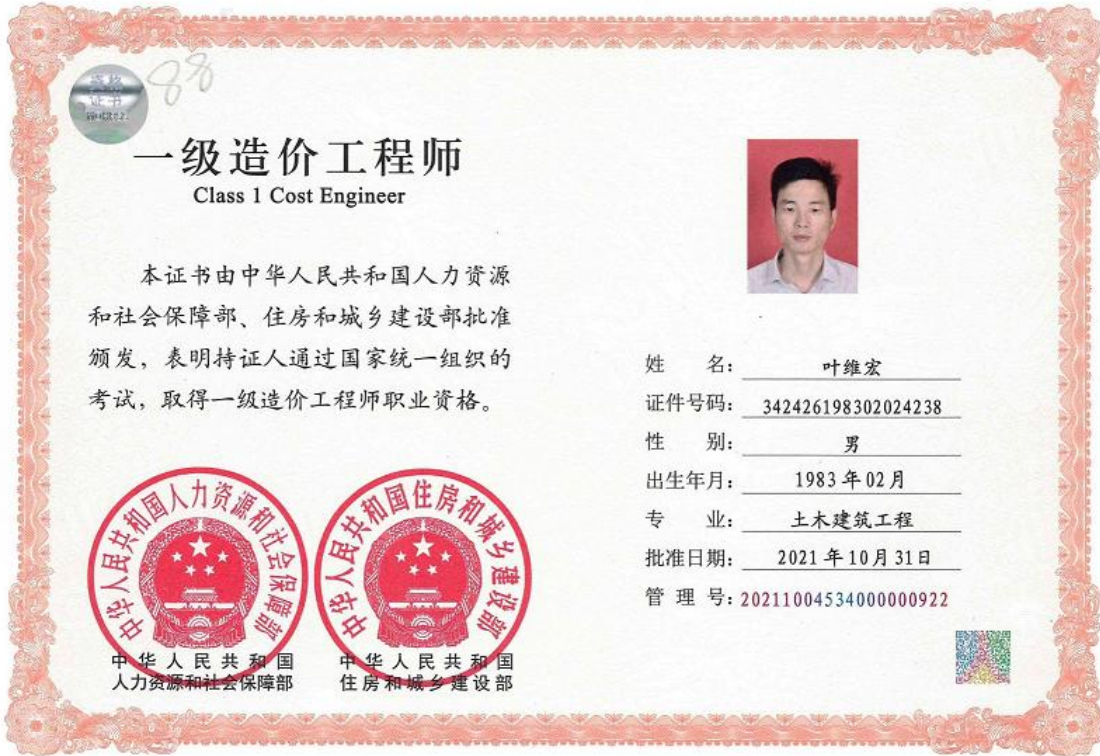 资格
证书
88
一级造价工程师
Class 1 Cost Engineer
本证书由中华人民共和国人力资源
和社会保障部、住房和城乡建设部批准
颁发，表明持证人通过国家统一组织的
考试，取得一级造价工程师职业资格。
姓 名：叶维宏
证件号码：342426198302024238
性 别：男
出生年月：1983年02月
专 业：土木建筑工程
批准日期：2021年10月31日
管 理 号：20211004534000000922
中华人民共和国人力资源和社会保障部
中华人民共和国住房和城乡建设部
中华人民共和国
人力资源和社会保障部
中华人民共和国
住房和城乡建设部